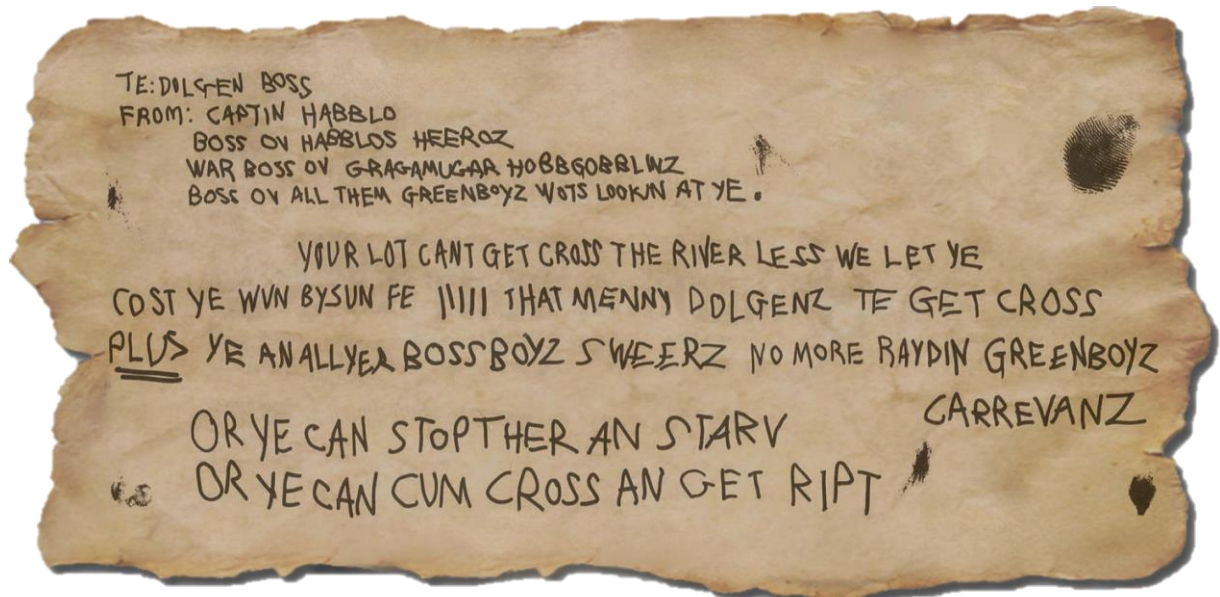 TE: DOLGEN BOSS
FROM: CAPTIN HABBLO
BOSS OV HABBLOS HEEROZ
WAR BOSS OV GRAGAMUGAR HOBBGOBBLINZ
BOSS OV ALL THEM GREENBOYZ WOTS LOOKIN AT YE.
YOUR LOT CANT GET CROSS THE RIVER LESS WE LET YE
COST YE WUN BYSUN FE IIIII THAT MENNY DOLGENZ TE GET CROSS
PLUS YE AN ALL YER BOSS BOYZ SWEERZ NO MORE RAYDIN GREENBOYZ
CARREVANZ
OR YE CAN STOP THER AN STARV
OR YE CAN CUM CROSS AN GET RIPT